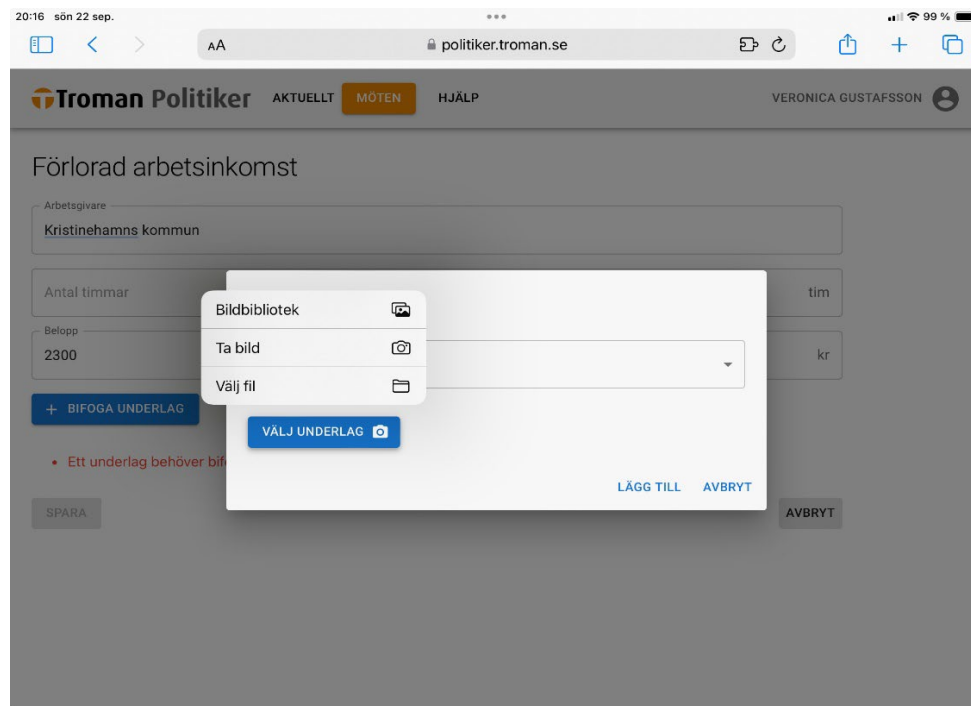 20:16 sön 22 sep.
99 %
AA
politiker.troman.se
Troman Politiker AKTUELLT MÖTEN HJÄLP VERONICA GUSTAFSSON
Förlorad arbetsinkomst
Arbetsgivare
Kristinehamns kommun
Antal timmar
tim
Belopp
2300
kr
Bildbibliotek
Ta bild
Välj fil
+ BIFOGA UNDERLAG
VÄLJ UNDERLAG
Ett underlag behöver
LÄGG TILL AVBRYT
SPARA
AVBRYT